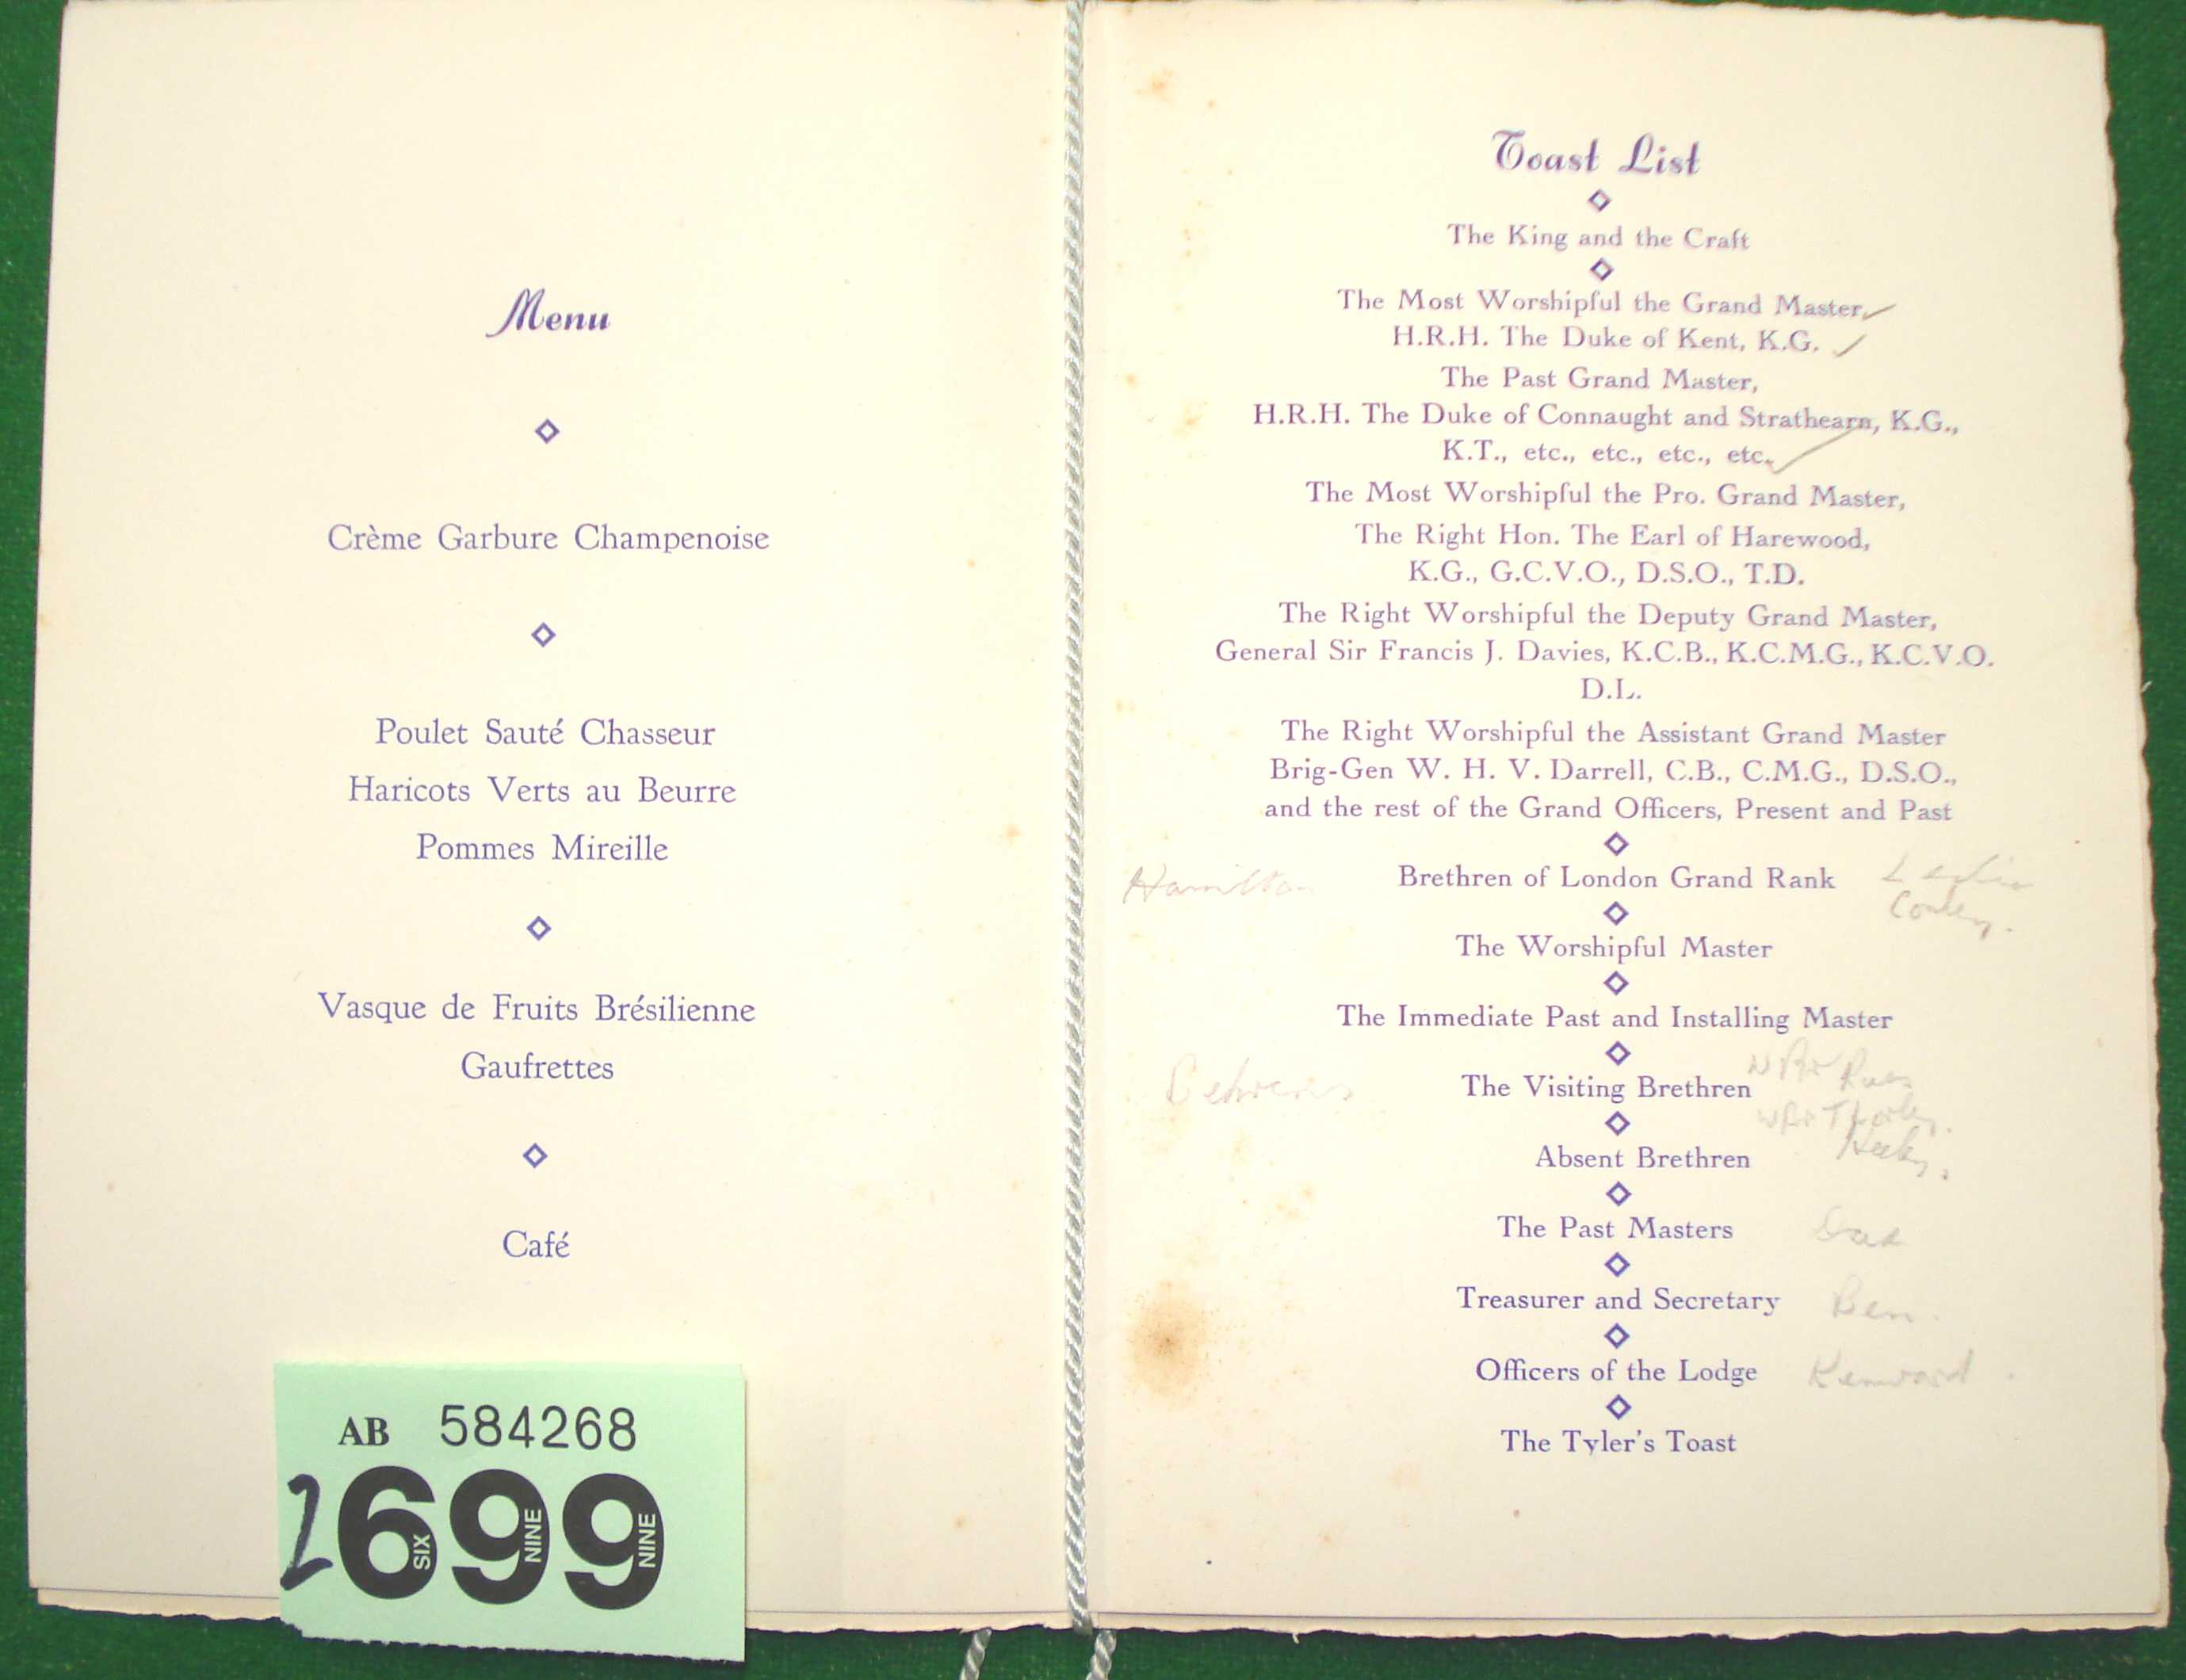 Menu
Crème Garbure Champenoise
Poulet Sauté Chasseur
Haricots Verts au Beurre
Pommes Mireille
Vasque de Fruits Brésilienne
Gaufrettes
Café
AB 584268
2699
SIX NINE NINE
Toast List
The King and the Craft
The Most Worshipful the Grand Master,
H.R.H. The Duke of Kent, K.G.
The Past Grand Master,
H.R.H. The Duke of Connaught and Strathearn, K.G.,
K.T., etc., etc., etc., etc.
The Most Worshipful the Pro. Grand Master,
The Right Hon. The Earl of Harewood,
K.G., G.C.V.O., D.S.O., T.D.
The Right Worshipful the Deputy Grand Master,
General Sir Francis J. Davies, K.C.B., K.C.M.G., K.C.V.O.
D.L.
The Right Worshipful the Assistant Grand Master
Brig-Gen W. H. V. Darrell, C.B., C.M.G., D.S.O.,
and the rest of the Grand Officers, Present and Past
Hamilton Brethren of London Grand Rank
The Worshipful Master
The Immediate Past and Installing Master
Behrens The Visiting Brethren
Absent Brethren
The Past Masters
Treasurer and Secretary Ben.
Officers of the Lodge Kenward
The Tyler's Toast